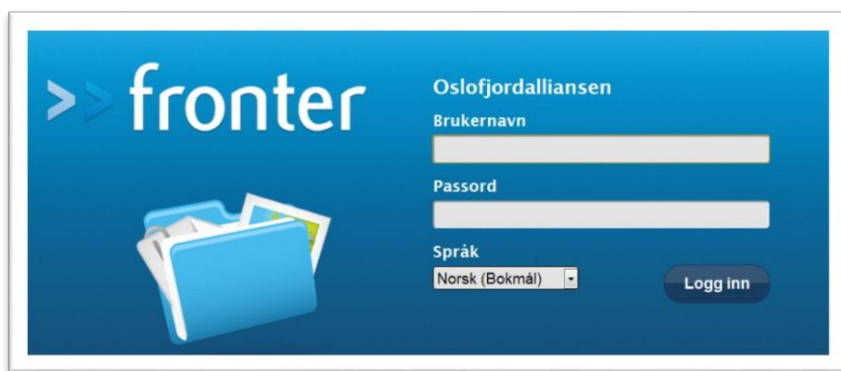 >> fronter
Oslofjordalliansen
Brukernavn
Passord
Språk
Norsk (Bokmål)
Logg inn